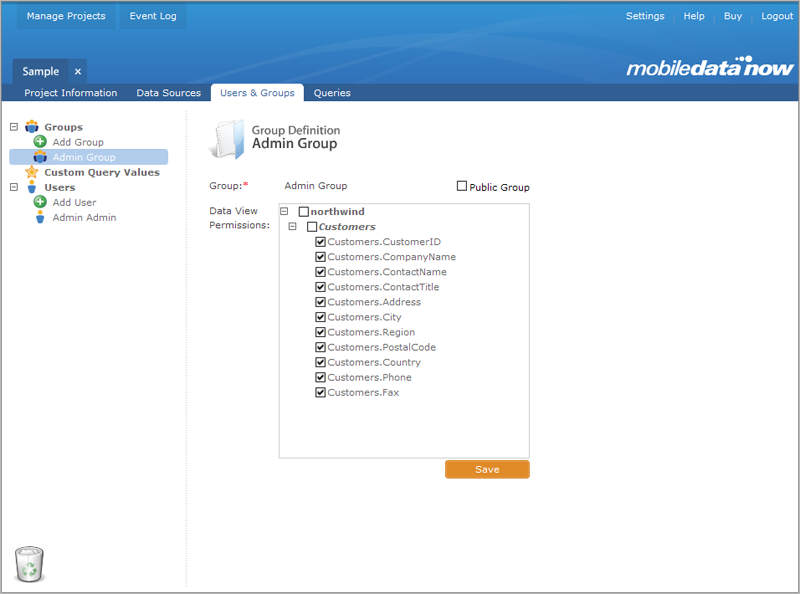 Manage Projects Event Log Settings Help Buy Logout
Sample x
mobiledatanow
Project Information Data Sources Users & Groups Queries
Groups
Add Group
Admin Group
Custom Query Values
Users
Add User
Admin Admin
Group Definition
Admin Group
Group:* Admin Group Public Group
Data View Permissions:
northwind
Customers
Customers.CustomerID
Customers.CompanyName
Customers.ContactName
Customers.ContactTitle
Customers.Address
Customers.City
Customers.Region
Customers.PostalCode
Customers.Country
Customers.Phone
Customers.Fax
Save